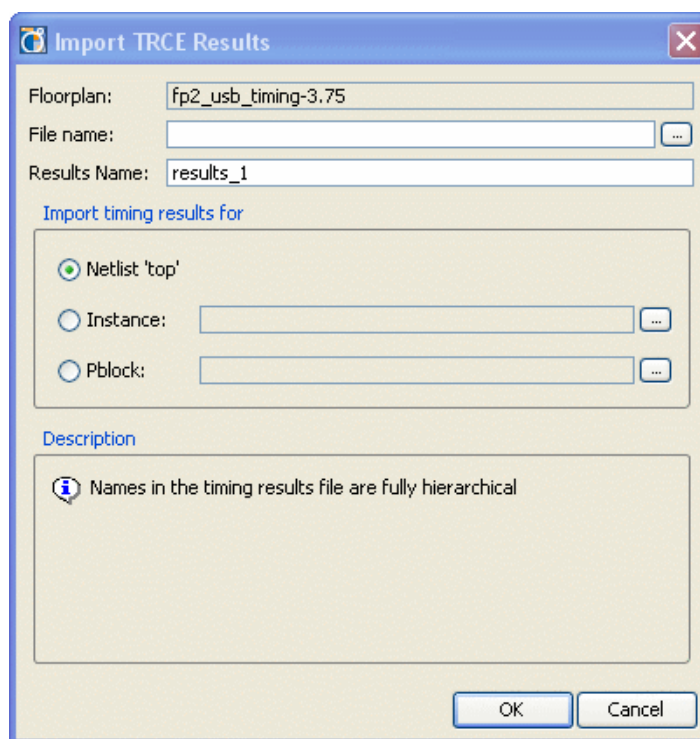 Import TRCE Results
Floorplan: fp2_usb_timing-3.75
File name: ...
Results Name: results_1
Import timing results for
Netlist 'top'
Instance: ...
Pblock: ...
Description
Names in the timing results file are fully hierarchical
OK Cancel